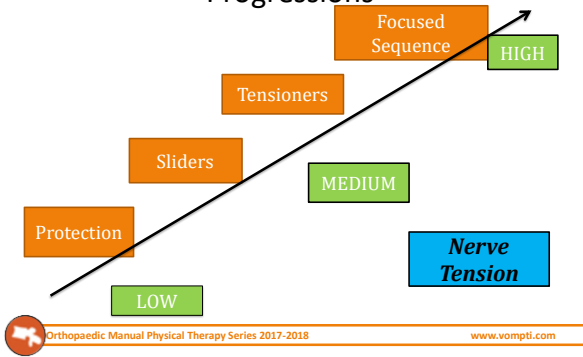 Progressions
Focused
Sequence
HIGH
Tensioners
Sliders
MEDIUM
Protection
Nerve
Tension
LOW
Orthopaedic Manual Physical Therapy Series 2017-2018
www.vompti.com